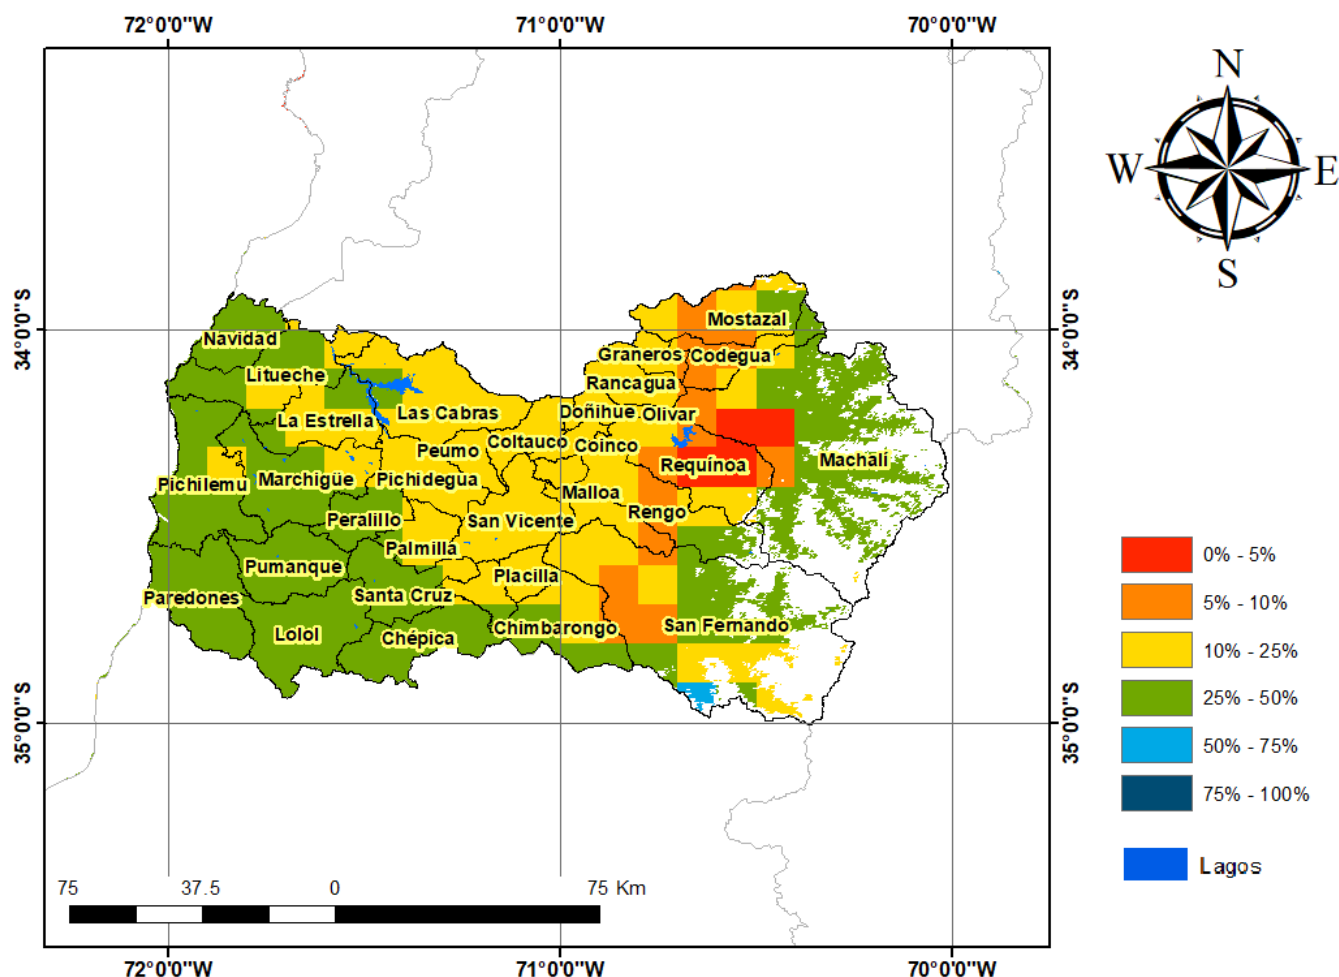 72°0'0"W 71°0'0"W 70°0'0"W
N
W E
S
34°0'0"S 34°0'0"S
Mostazal
Navidad
Graneros Codegua
Litueche
Rancagua
Las Cabras Doñihue Olivar
La Estrella
Coltauco Coinco
Peumo
Requínoa Machalí
Pichilemu Marchigüe Pichidegua
Malloa
Rengo
Peralillo San Vicente
Palmilla
Pumanque Placilla
Paredones Santa Cruz
Lolol Chépica Chimbarongo San Fernando
35°0'0"S 35°0'0"S
0% - 5%
5% - 10%
10% - 25%
25% - 50%
50% - 75%
75% - 100%
Lagos
75 37.5 0 75 Km
72°0'0"W 71°0'0"W 70°0'0"W